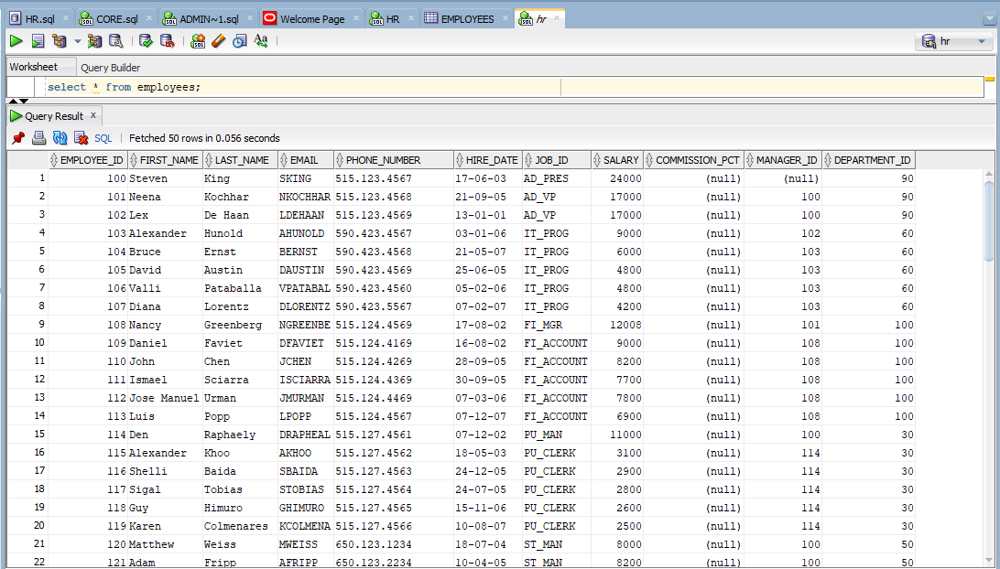 HR.sql CORE.sql ADMIN~1.sql Welcome Page HR EMPLOYEES hr
SQL Aa hr
Worksheet Query Builder
select * from employees;
Query Result x
SQL | Fetched 50 rows in 0.056 seconds
EMPLOYEE_ID FIRST_NAME LAST_NAME EMAIL PHONE_NUMBER HIRE_DATE JOB_ID SALARY COMMISSION_PCT MANAGER_ID DEPARTMENT_ID
1 100 Steven King SKING 515.123.4567 17-06-03 AD_PRES 24000 (null) (null) 90
2 101 Neena Kochhar NKOCHHAR 515.123.4568 21-09-05 AD_VP 17000 (null) 100 90
3 102 Lex De Haan LDEHAAN 515.123.4569 13-01-01 AD_VP 17000 (null) 100 90
4 103 Alexander Hunold AHUNOLD 590.423.4567 03-01-06 IT_PROG 9000 (null) 102 60
5 104 Bruce Ernst BERNST 590.423.4568 21-05-07 IT_PROG 6000 (null) 103 60
6 105 David Austin DAUSTIN 590.423.4569 25-06-05 IT_PROG 4800 (null) 103 60
7 106 Valli Pataballa VPATABAL 590.423.4560 05-02-06 IT_PROG 4800 (null) 103 60
8 107 Diana Lorentz DLORENTZ 590.423.5567 07-02-07 IT_PROG 4200 (null) 103 60
9 108 Nancy Greenberg NGREENBE 515.124.4569 17-08-02 FI_MGR 12008 (null) 101 100
10 109 Daniel Faviet DFAVIET 515.124.4169 16-08-02 FI_ACCOUNT 9000 (null) 108 100
11 110 John Chen JCHEN 515.124.4269 28-09-05 FI_ACCOUNT 8200 (null) 108 100
12 111 Ismael Sciarra ISCIARRA 515.124.4369 30-09-05 FI_ACCOUNT 7700 (null) 108 100
13 112 Jose Manuel Urman JMURMAN 515.124.4469 07-03-06 FI_ACCOUNT 7800 (null) 108 100
14 113 Luis Popp LPOPP 515.124.4567 07-12-07 FI_ACCOUNT 6900 (null) 108 100
15 114 Den Raphaely DRAPHEAL 515.127.4561 07-12-02 PU_MAN 11000 (null) 100 30
16 115 Alexander Khoo AKHOO 515.127.4562 18-05-03 PU_CLERK 3100 (null) 114 30
17 116 Shelli Baida SBAIDA 515.127.4563 24-12-05 PU_CLERK 2900 (null) 114 30
18 117 Sigal Tobias STOBIAS 515.127.4564 24-07-05 PU_CLERK 2800 (null) 114 30
19 118 Guy Himuro GHIMURO 515.127.4565 15-11-06 PU_CLERK 2600 (null) 114 30
20 119 Karen Colmenares KCOLMENA 515.127.4566 10-08-07 PU_CLERK 2500 (null) 114 30
21 120 Matthew Weiss MWEISS 650.123.1234 18-07-04 ST_MAN 8000 (null) 100 50
22 121 Adam Fripp AFRIPP 650.123.2234 10-04-05 ST_MAN 8200 (null) 100 50